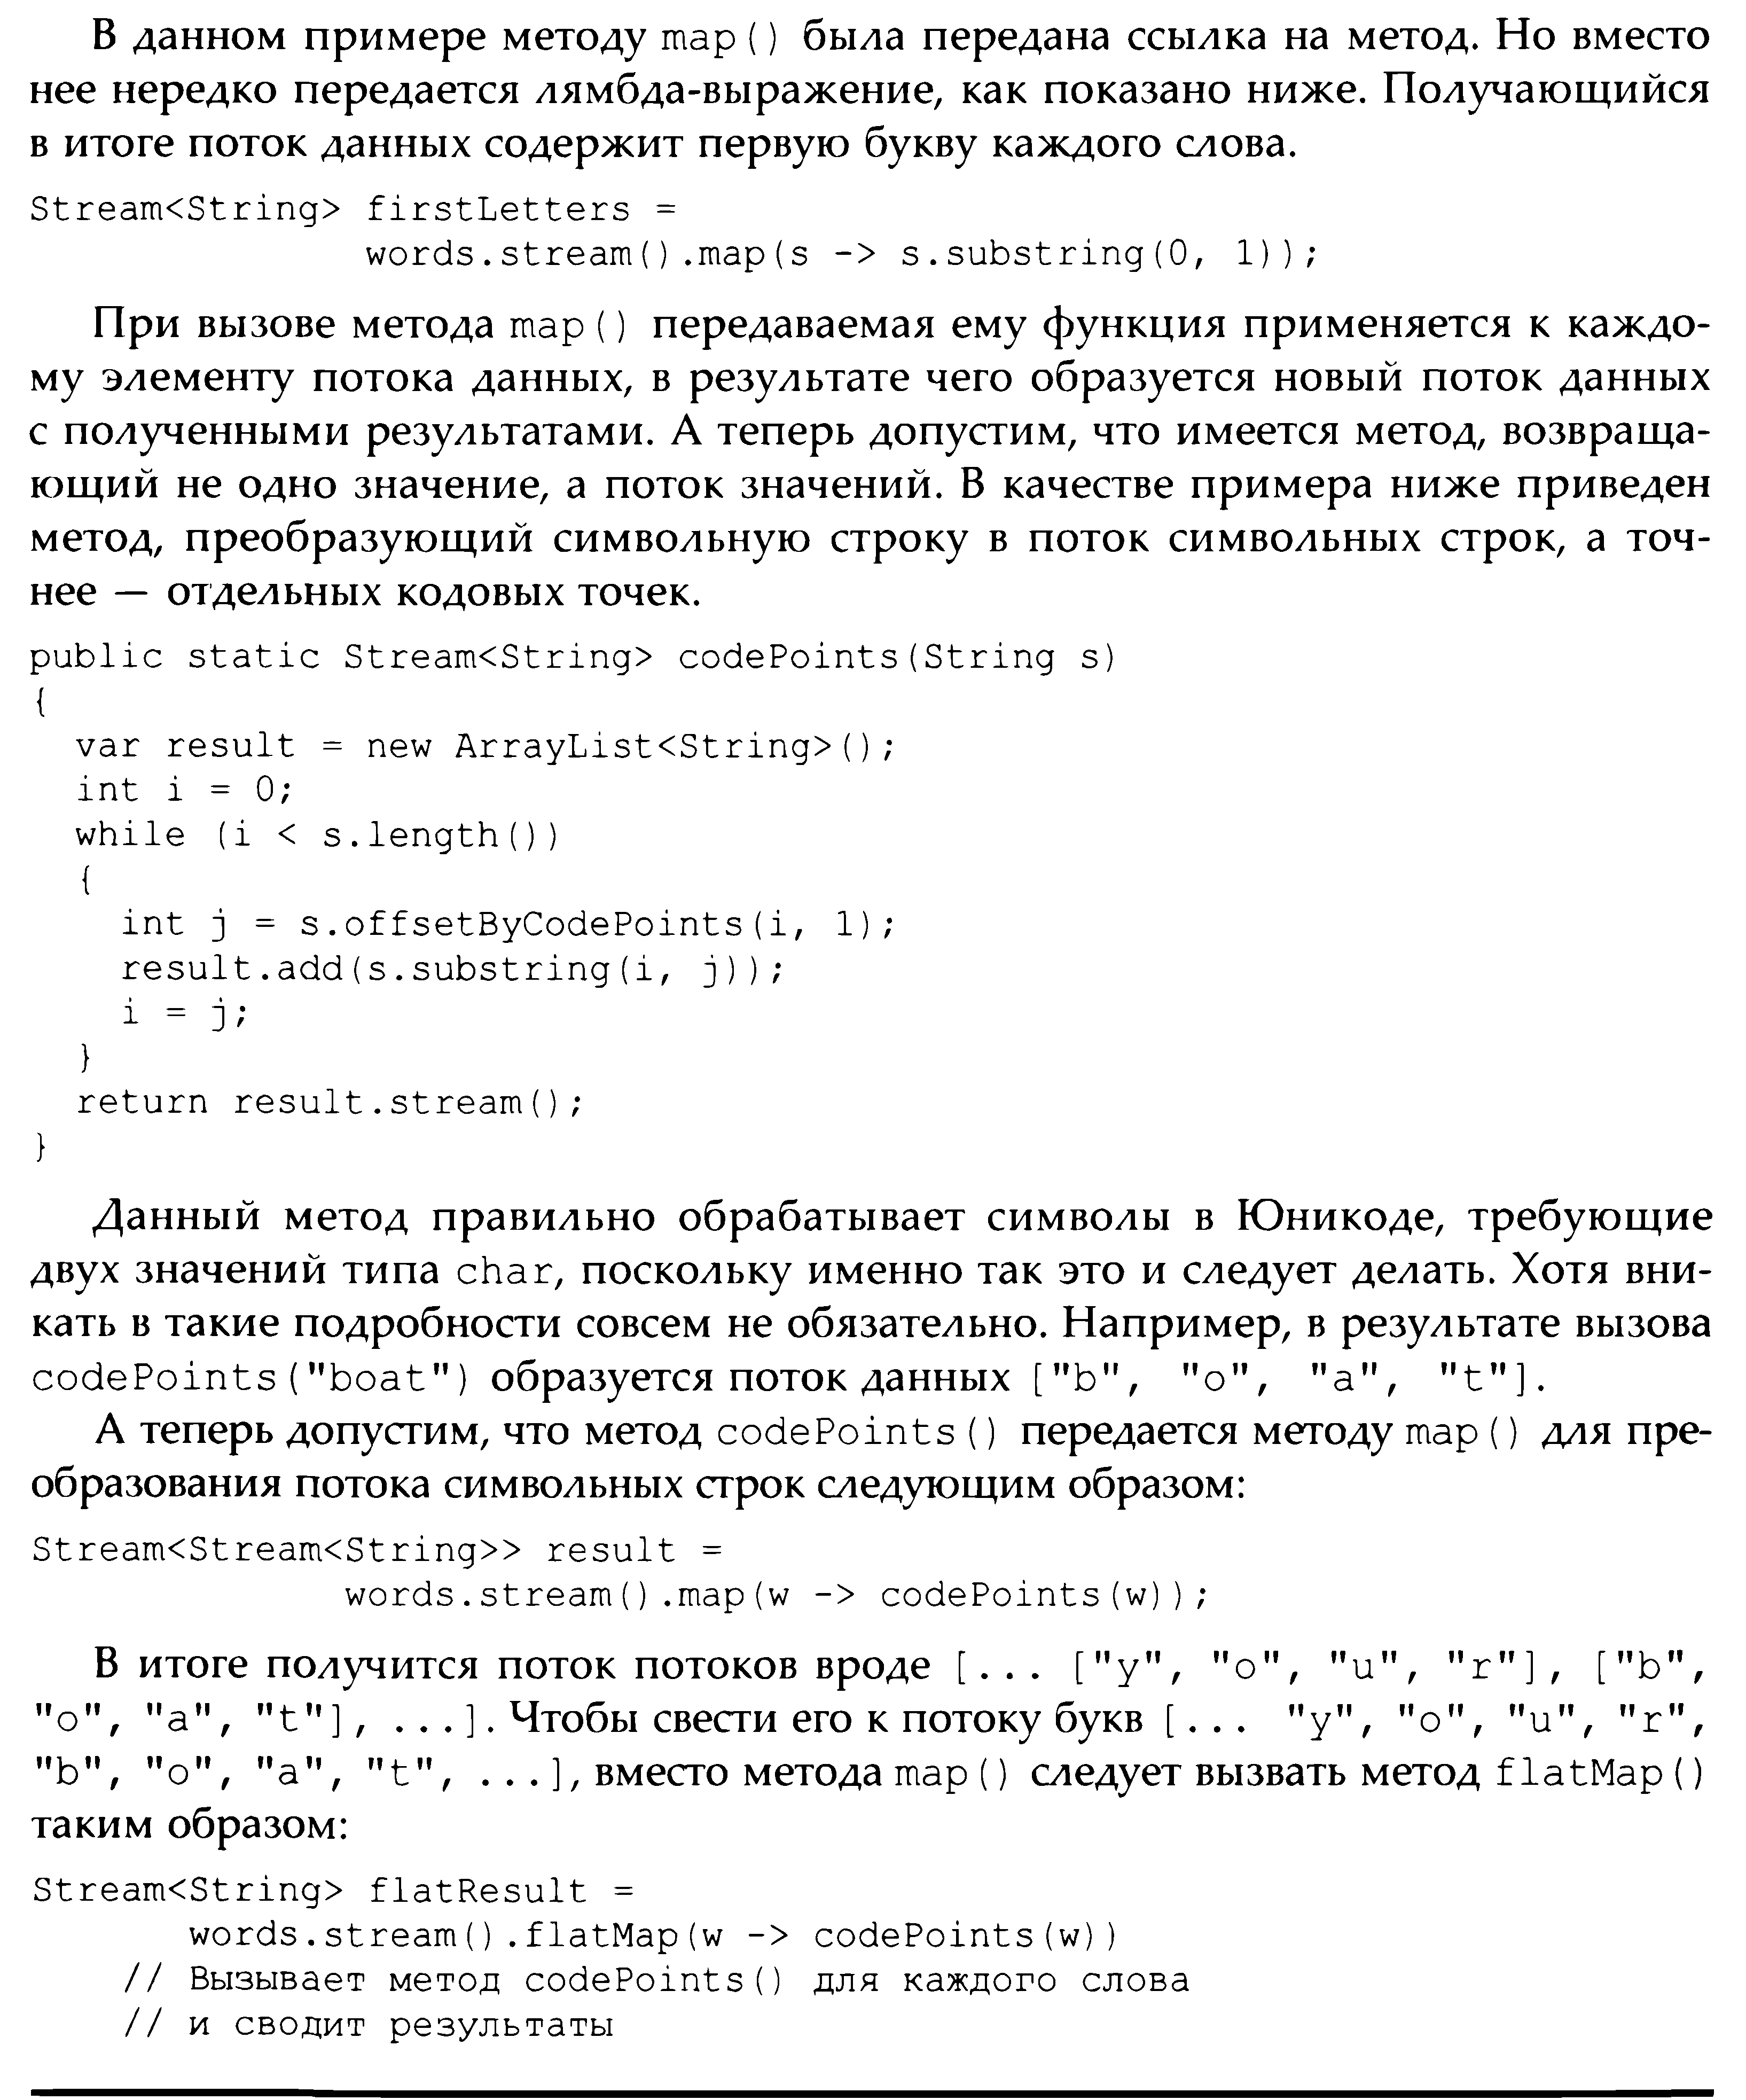 В данном примере методу map() была передана ссылка на метод. Но вместо
нее нередко передается лямбда-выражение, как показано ниже. Получающийся
в итоге поток данных содержит первую букву каждого слова.
Stream<String> firstLetters =
words.stream().map(s -> s.substring(0, 1));
При вызове метода map() передаваемая ему функция применяется к каждо-
му элементу потока данных, в результате чего образуется новый поток данных
с полученными результатами. А теперь допустим, что имеется метод, возвраща-
ющий не одно значение, а поток значений. В качестве примера ниже приведен
метод, преобразующий символьную строку в поток символьных строк, а точ-
нее — отдельных кодовых точек.
public static Stream<String> codePoints(String s)
{
var result = new ArrayList<String>();
int i = 0;
while (i < s.length())
{
int j = s.offsetByCodePoints(i, 1);
result.add(s.substring(i, j));
i = j;
}
return result.stream();
}
Данный метод правильно обрабатывает символы в Юникоде, требующие
двух значений типа char, поскольку именно так это и следует делать. Хотя вни-
кать в такие подробности совсем не обязательно. Например, в результате вызова
codePoints("boat") образуется поток данных ["b", "o", "a", "t"].
А теперь допустим, что метод codePoints() передается методу map() для пре-
образования потока символьных строк следующим образом:
Stream<Stream<String>> result =
words.stream().map(w -> codePoints(w));
В итоге получится поток потоков вроде [... ["y", "o", "u", "r"], ["b",
"o", "a", "t"], ...]. Чтобы свести его к потоку букв [... "y", "o", "u", "r",
"b", "o", "a", "t", ...], вместо метода map() следует вызвать метод flatMap()
таким образом:
Stream<String> flatResult =
words.stream().flatMap(w -> codePoints(w))
// Вызывает метод codePoints() для каждого слова
// и сводит результаты